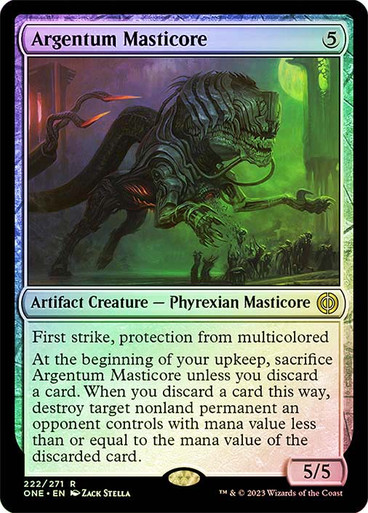 Argentum Masticore 5
Artifact Creature — Phyrexian Masticore
First strike, protection from multicolored
At the beginning of your upkeep, sacrifice
Argentum Masticore unless you discard
a card. When you discard a card this way,
destroy target nonland permanent an
opponent controls with mana value less
than or equal to the mana value of the
discarded card.
5/5
222/271 R
ONE • EN Zack Stella
™ & © 2023 Wizards of the Coast